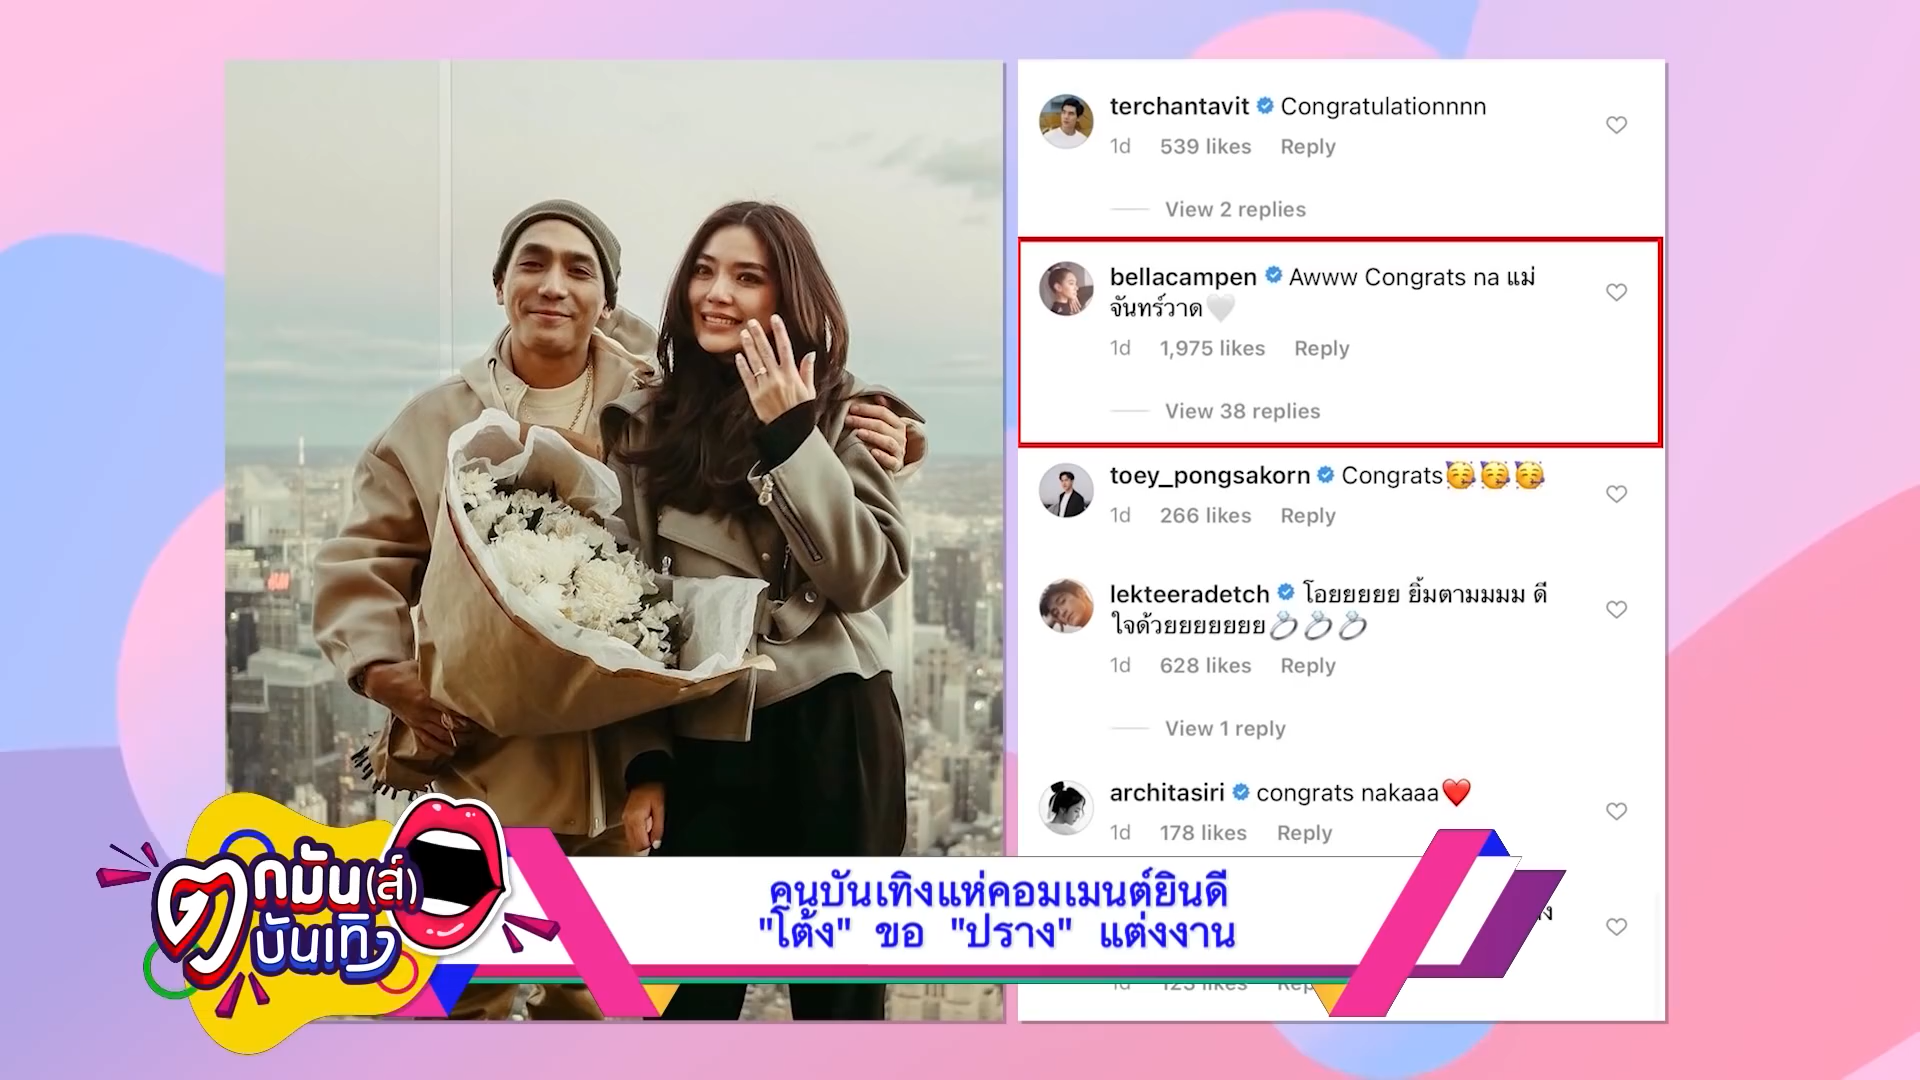 terchantavit Congratulationnnn
1d 539 likes Reply
View 2 replies
bellacampen Awww Congrats na แม่
จันทร์วาด🤍
1d 1,975 likes Reply
View 38 replies
toey_pongsakorn Congrats🥳🥳🥳
1d 266 likes Reply
lekteeradetch โอยยยยย ยิ้มตามมมม ดี
ใจด้วยยยยยยย💍💍💍
1d 628 likes Reply
View 1 reply
architasiri congrats nakaaa❤️
1d 178 likes Reply
ตกมัน(ส์)
บันเทิง
คนบันเทิงแห่คอมเมนต์ยินดี
"โต้ง" ขอ "ปราง" แต่งงาน